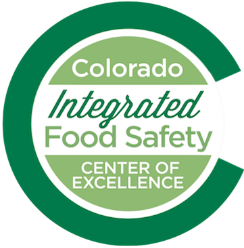 Colorado
Integrated
Food Safety
CENTER OF
EXCELLENCE